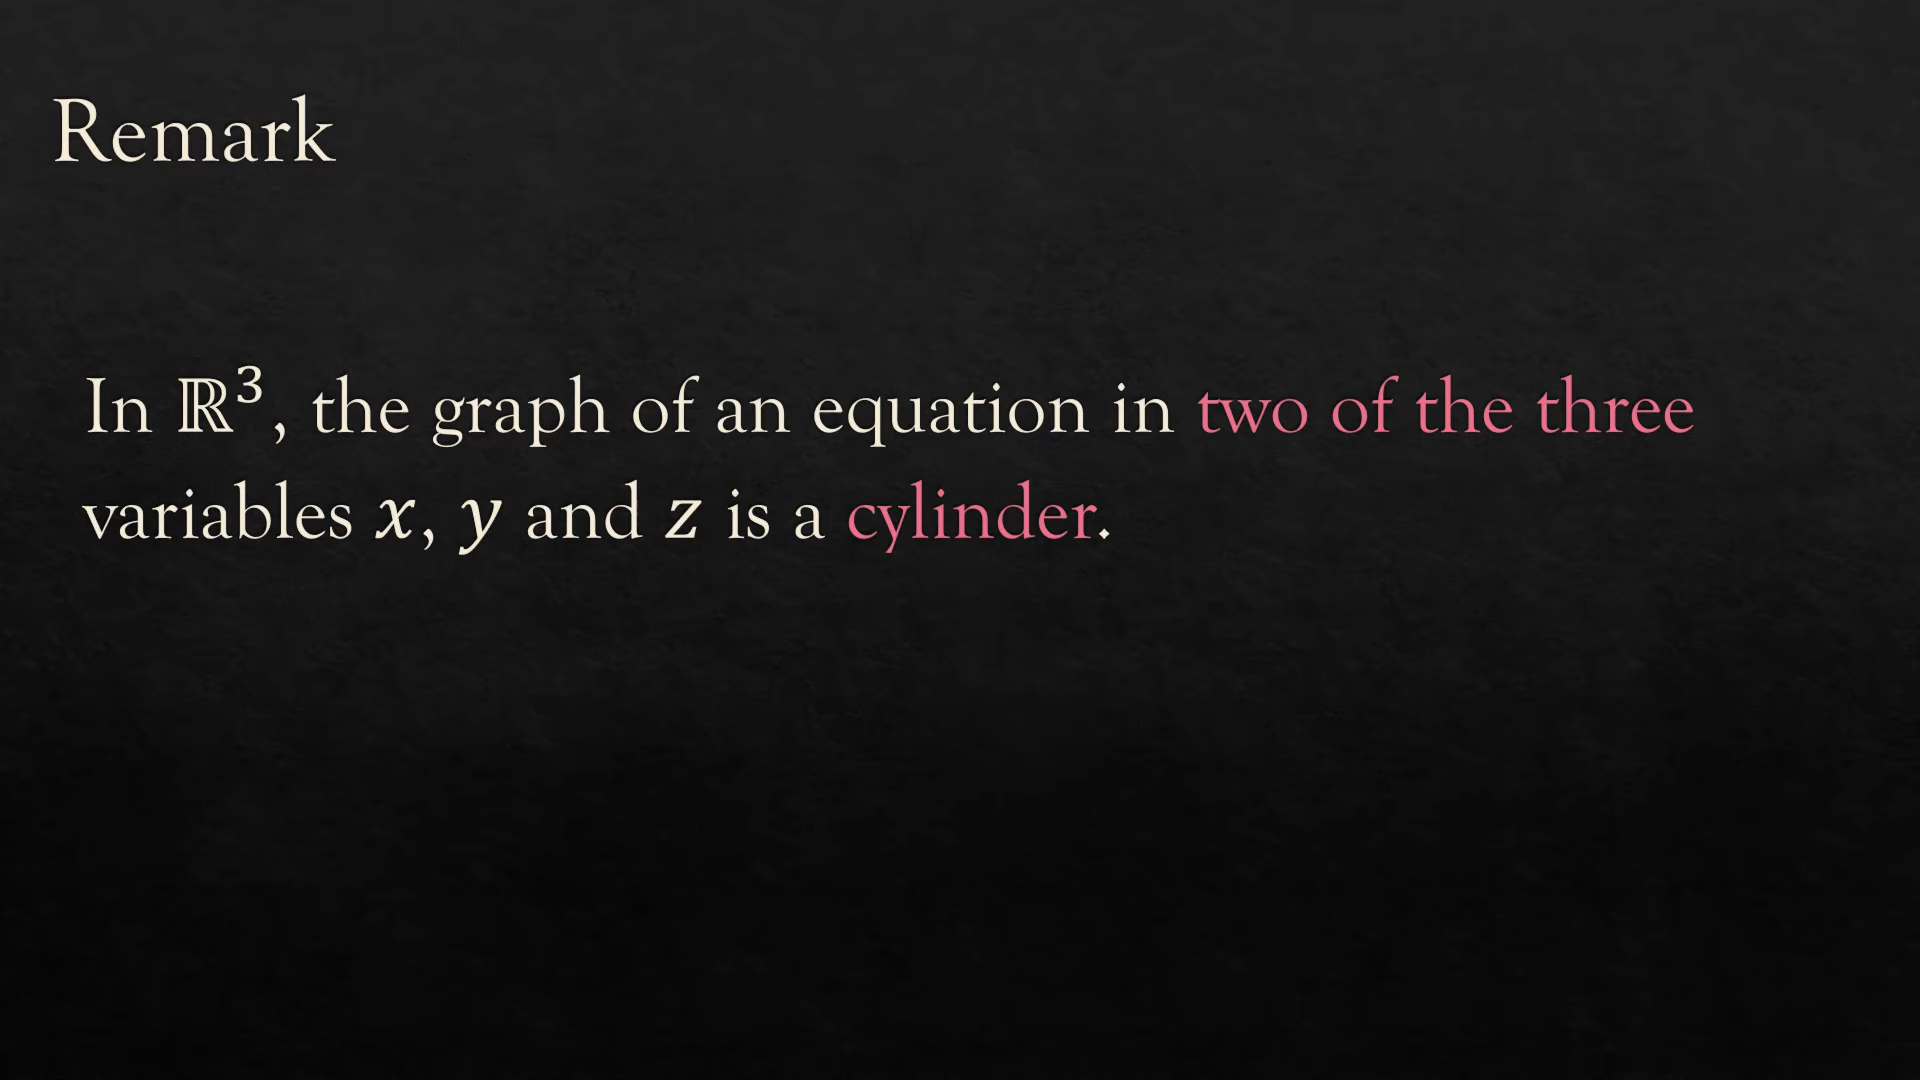 Remark
In ℝ³, the graph of an equation in two of the three
variables 𝑥, 𝑦 and 𝑧 is a cylinder.